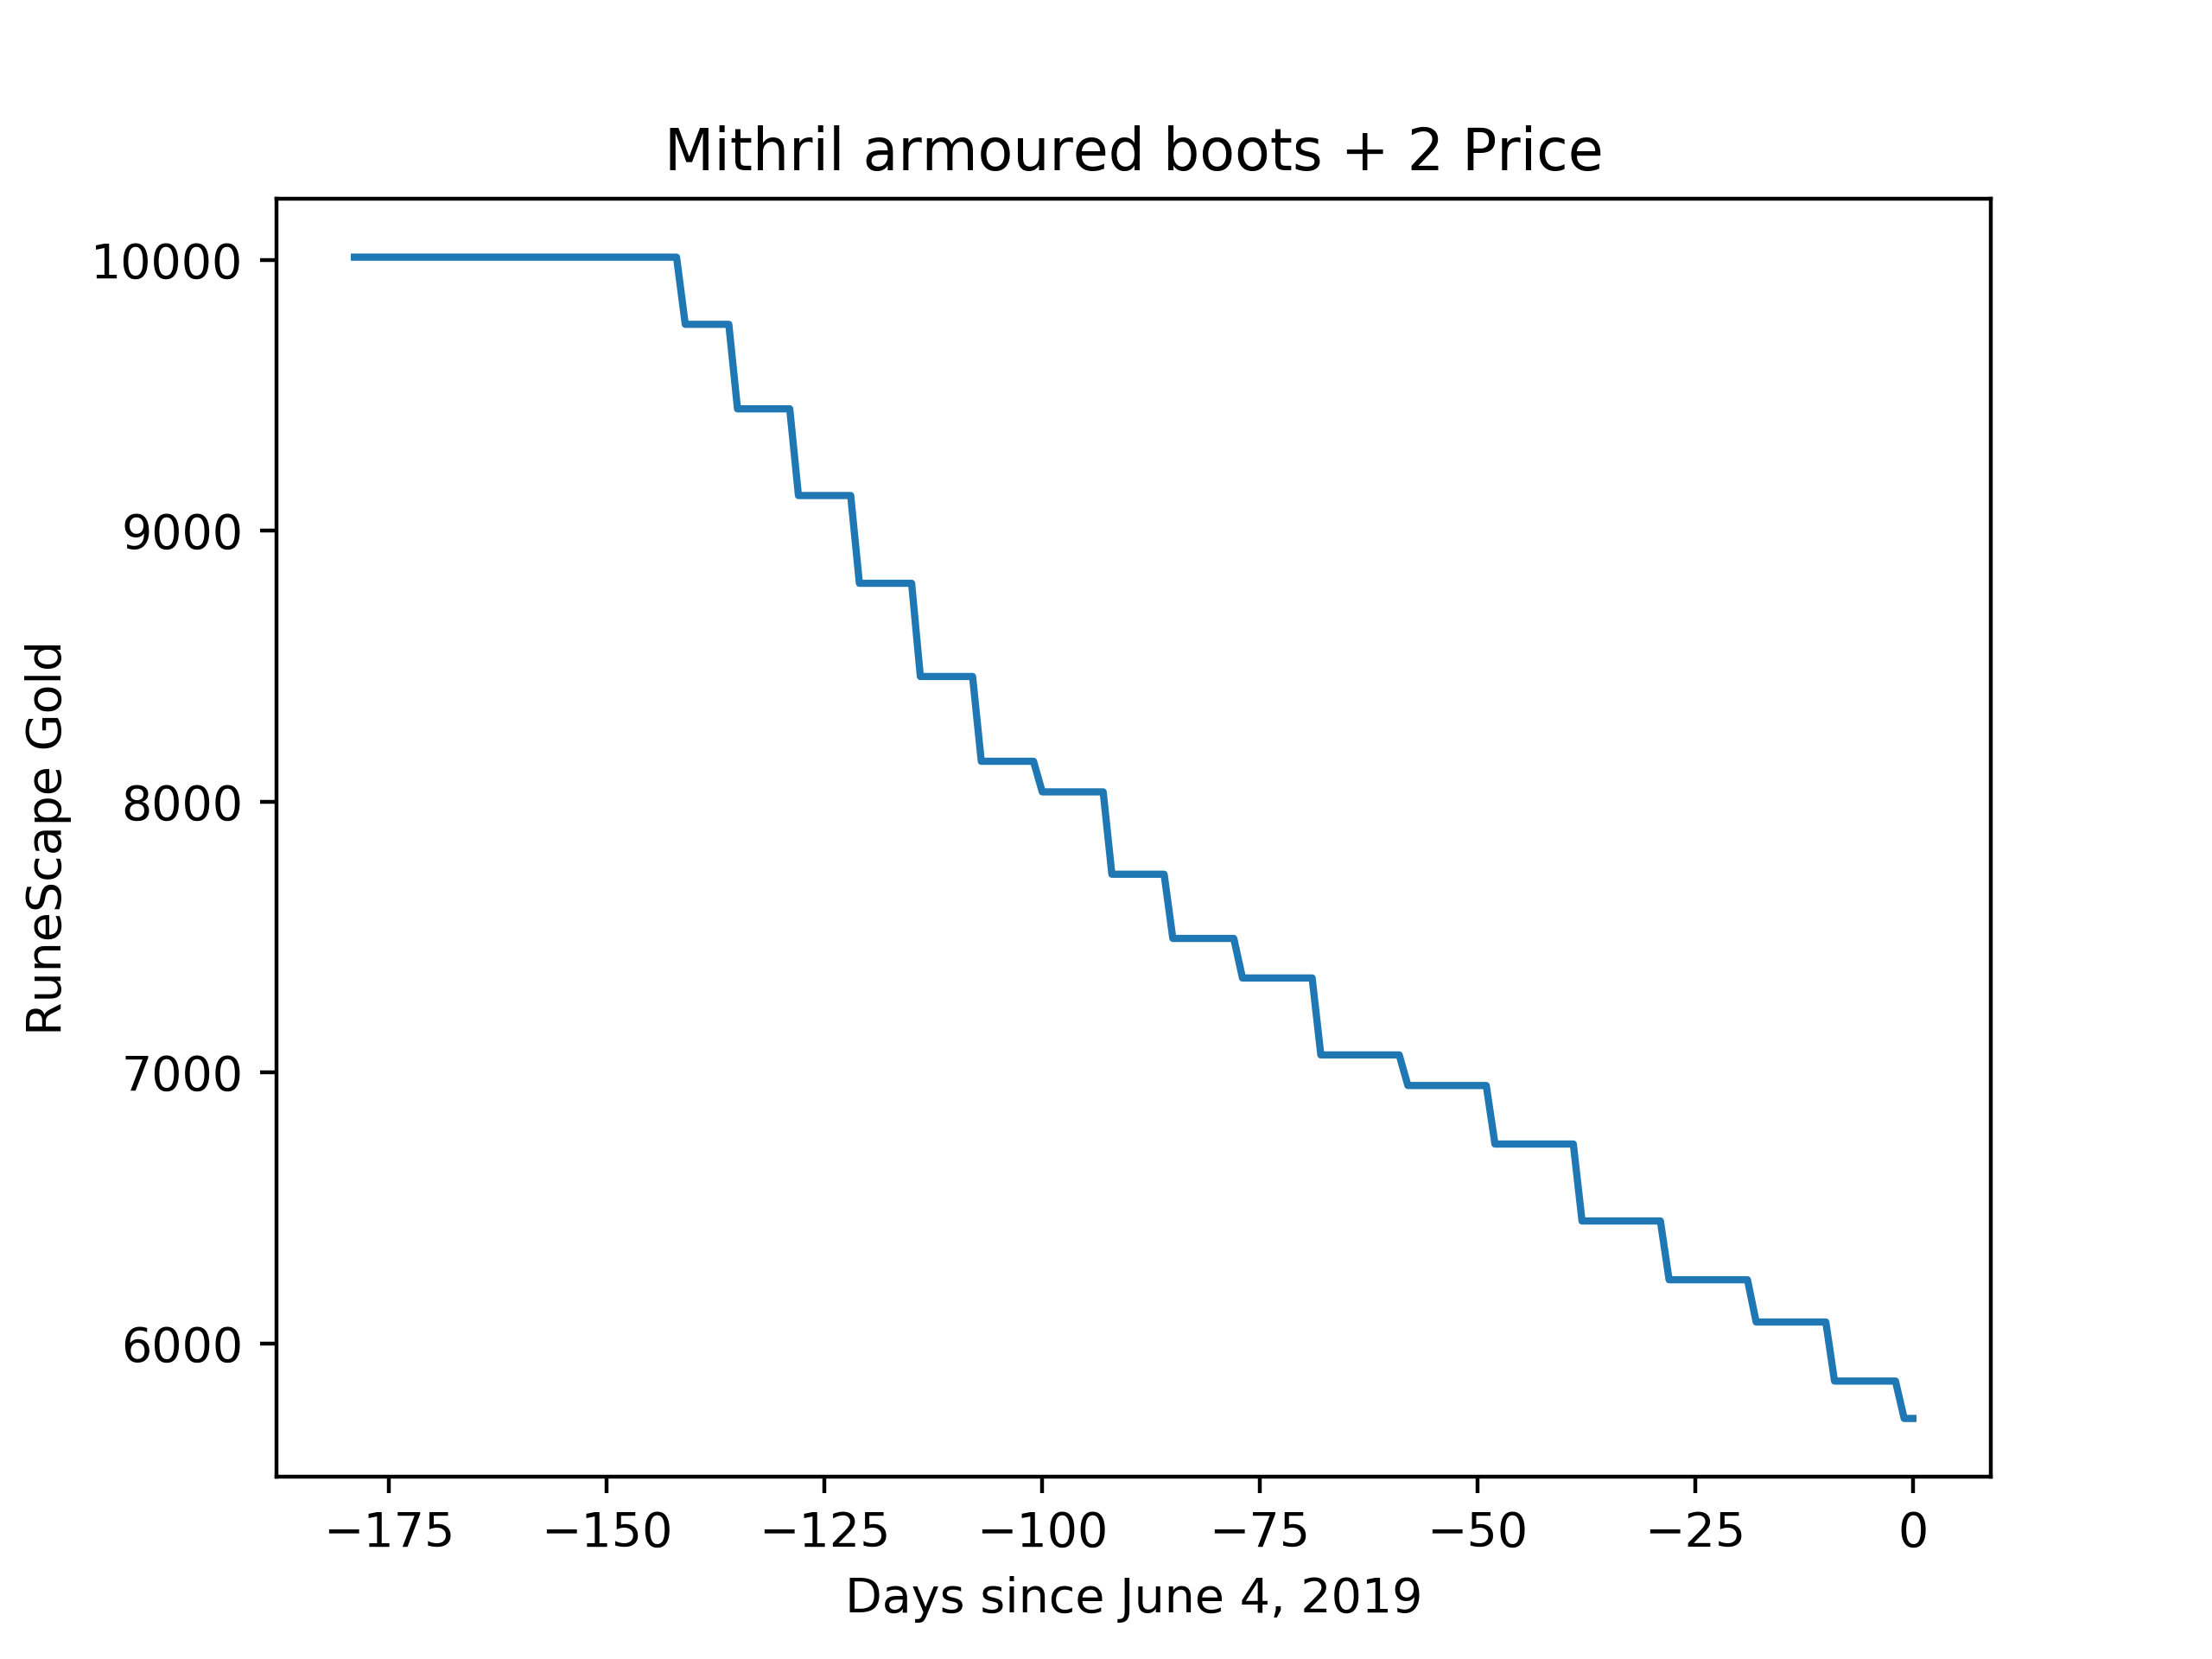 Mithril armoured boots + 2 Price
RuneScape Gold
10000
9000
8000
7000
6000
−175 −150 −125 −100 −75 −50 −25 0
Days since June 4, 2019